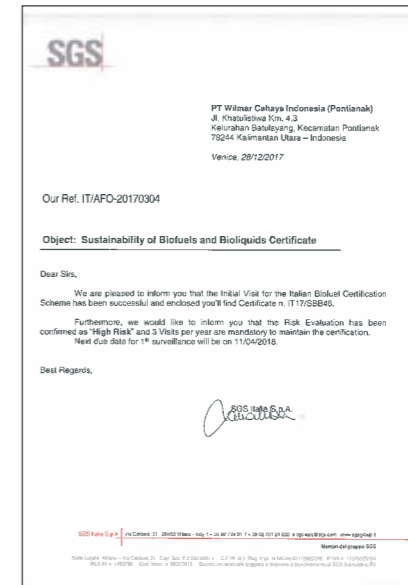 SGS
PT Wilmar Cahaya Indonesia (Pontianak)
Jl. Khatulistiwa Km. 4.3
Kelurahan Batulayang, Kecamatan Pontianak
78244 Kalimantan Utara – Indonesia
Venice, 28/12/2017
Our Ref. IT/AFO-20170304
Object: Sustainability of Biofuels and Bioliquids Certificate
Dear Sirs,
We are pleased to inform you that the Initial Visit for the Italian Biofuel Certification
Scheme has been successful and enclosed you'll find Certificate n. IT17/SBB46.
Furthermore, we would like to inform you that the Risk Evaluation has been
confirmed as "High Risk" and 3 Visits per year are mandatory to maintain the certification.
Next due date for 1st surveillance will be on 11/04/2018.
Best Regards,
SGS Italia S.p.A.
SGS Italia S.p.A.
Membri del gruppo SGS